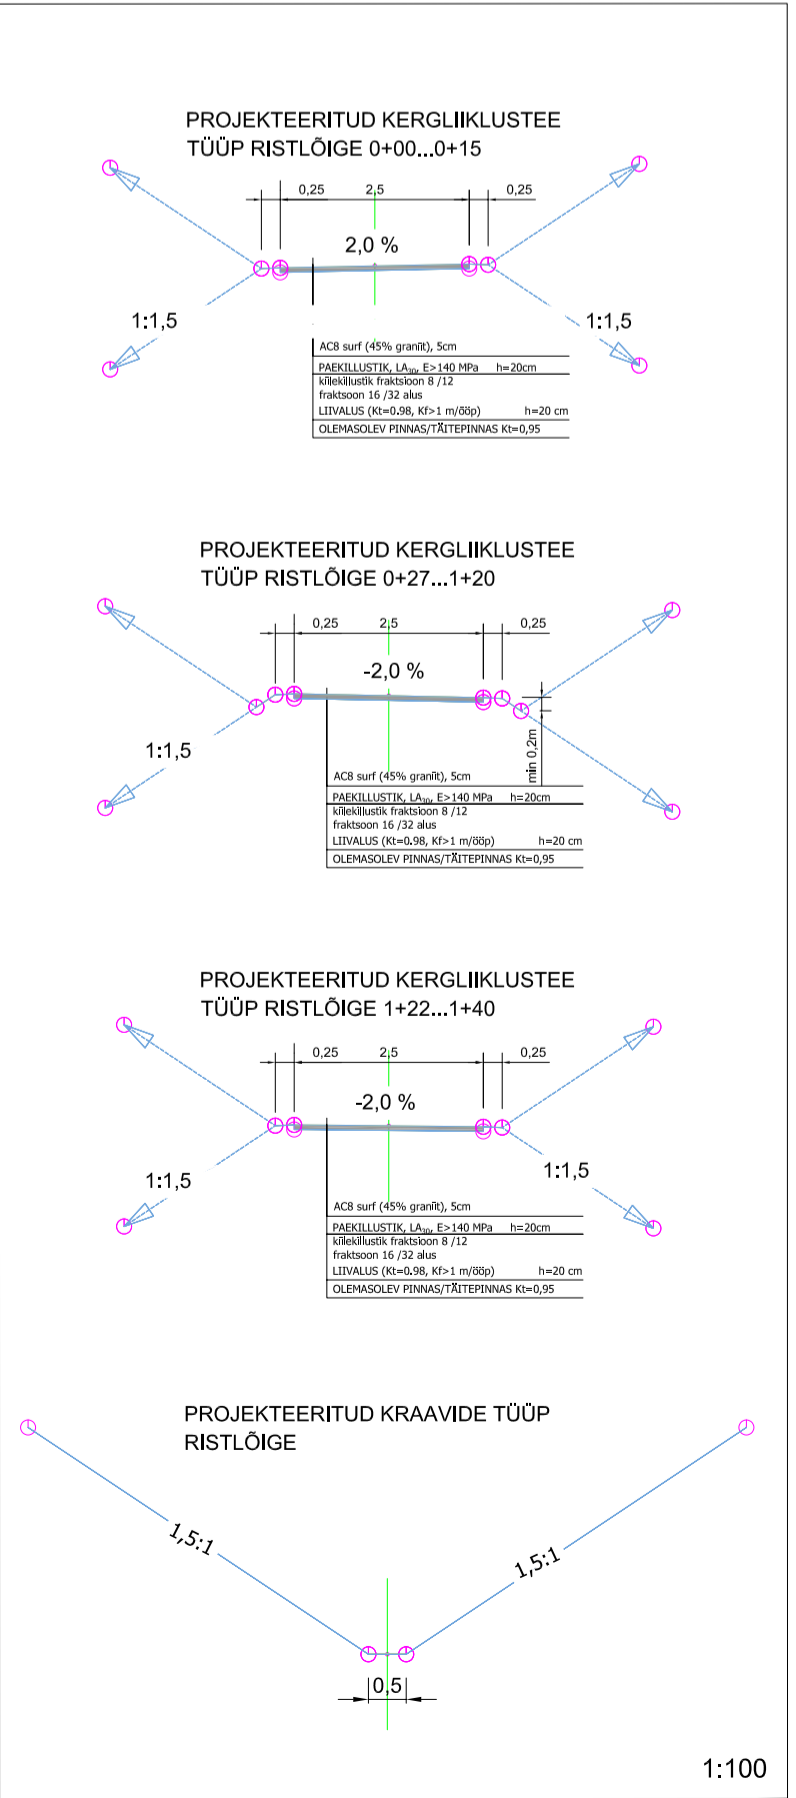 PROJEKTEERITUD KERGLIIKLUSTEE
TÜÜP RISTLÕIGE 0+00...0+15
0,25 2,5 0,25
2,0 %
1:1,5 1:1,5
AC8 surf (45% graniit), 5cm
PAEKILLUSTIK, LA30, E>140 MPa h=20cm
kiilekillustik fraktsioon 8 /12
fraktsoon 16 /32 alus
LIIVALUS (Kt=0.98, Kf>1 m/ööp) h=20 cm
OLEMASOLEV PINNAS/TÄITEPINNAS Kt=0,95
PROJEKTEERITUD KERGLIIKLUSTEE
TÜÜP RISTLÕIGE 0+27...1+20
0,25 2,5 0,25
-2,0 %
1:1,5
min 0,2m
AC8 surf (45% graniit), 5cm
PAEKILLUSTIK, LA30, E>140 MPa h=20cm
kiilekillustik fraktsioon 8 /12
fraktsoon 16 /32 alus
LIIVALUS (Kt=0.98, Kf>1 m/ööp) h=20 cm
OLEMASOLEV PINNAS/TÄITEPINNAS Kt=0,95
PROJEKTEERITUD KERGLIIKLUSTEE
TÜÜP RISTLÕIGE 1+22...1+40
0,25 2,5 0,25
-2,0 %
1:1,5 1:1,5
AC8 surf (45% graniit), 5cm
PAEKILLUSTIK, LA30, E>140 MPa h=20cm
kiilekillustik fraktsioon 8 /12
fraktsoon 16 /32 alus
LIIVALUS (Kt=0.98, Kf>1 m/ööp) h=20 cm
OLEMASOLEV PINNAS/TÄITEPINNAS Kt=0,95
PROJEKTEERITUD KRAAVIDE TÜÜP
RISTLÕIGE
1,5:1 1,5:1
0,5
1:100